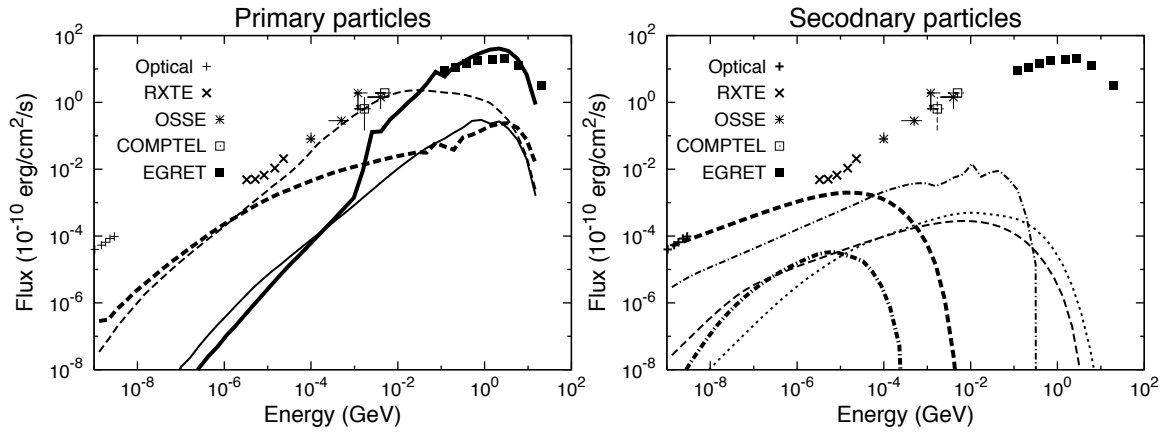 Primary particles
Flux (10^-10 erg/cm^2/s)
10^2
10^0
10^-2
10^-4
10^-6
10^-8
Optical
RXTE
OSSE
COMPTEL
EGRET
10^-8 10^-6 10^-4 10^-2 10^0 10^2
Energy (GeV)
Secodnary particles
Flux (10^-10 erg/cm^2/s)
10^2
10^0
10^-2
10^-4
10^-6
10^-8
Optical
RXTE
OSSE
COMPTEL
EGRET
10^-8 10^-6 10^-4 10^-2 10^0 10^2
Energy (GeV)